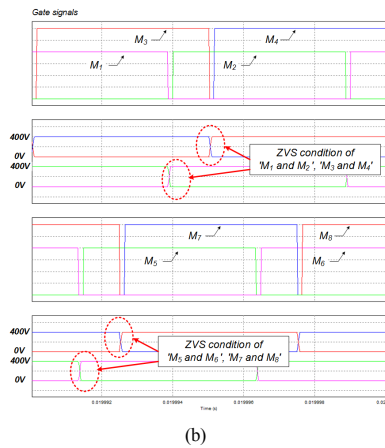 Gate signals
M3
M4
M1
M2
400V
0V
400V
0V
ZVS condition of
'M1 and M2', 'M3 and M4'
M7
M8
M5
M6
400V
0V
400V
0V
ZVS condition of
'M5 and M6', 'M7 and M8'
0.019992
0.019994
0.019996
0.019998
0.02
Time (s)
(b)